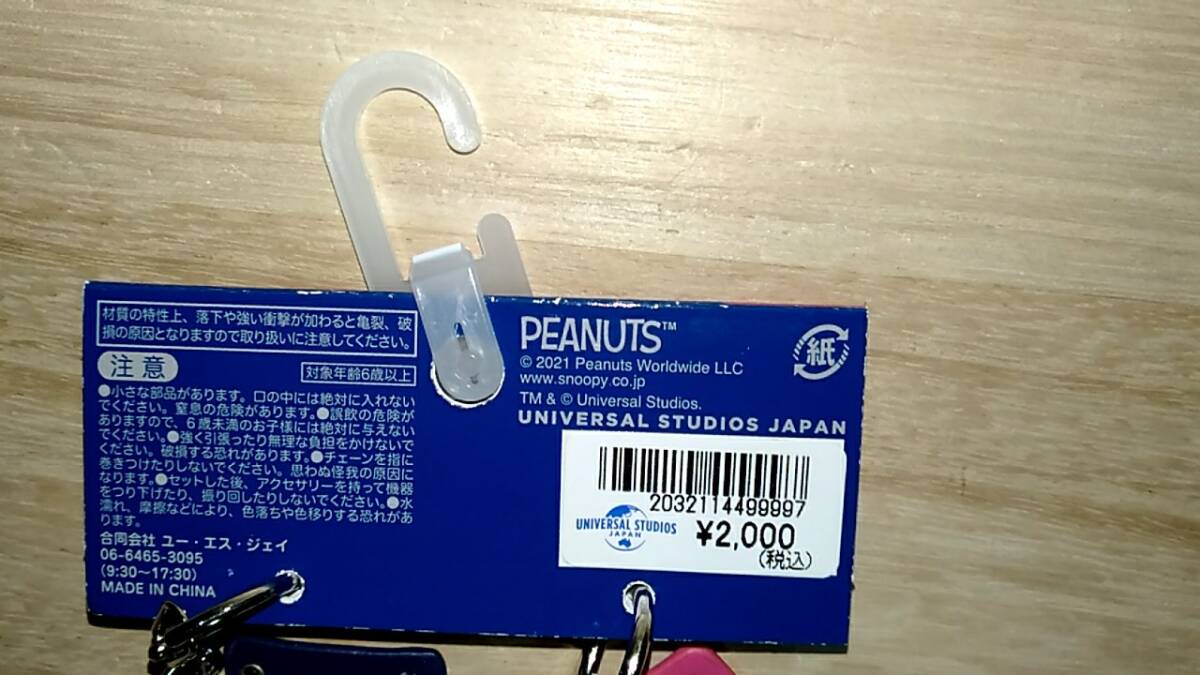 材質の特性上、落下や強い衝撃が加わると亀裂、破
損の原因となりますので取り扱いに注意してください。
注意
対象年齢6歳以上
●小さな部品があります。口の中には絶対に入れない
でください。窒息の危険があります。●誤飲の危険が
ありますので、6歳未満のお子様には絶対に与えない
でください。●強く引張ったり無理な負担をかけないで
ください。破損する恐れがあります。●チェーンを指に
巻きつけたりしないでください。思わぬ怪我の原因に
なります。●セットした後、アクセサリーを持って機器
をつり下げたり、振り回したりしないでください。●水
濡れ、摩擦などにより、色落ちや色移りする恐れがあ
ります。
合同会社 ユー・エス・ジェイ
06-6465-3095
(9:30〜17:30)
MADE IN CHINA
PEANUTS™
© 2021 Peanuts Worldwide LLC
www.snoopy.co.jp
TM & © Universal Studios.
UNIVERSAL STUDIOS JAPAN
紙
2032114499997
UNIVERSAL STUDIOS
JAPAN
¥2,000
(税込)